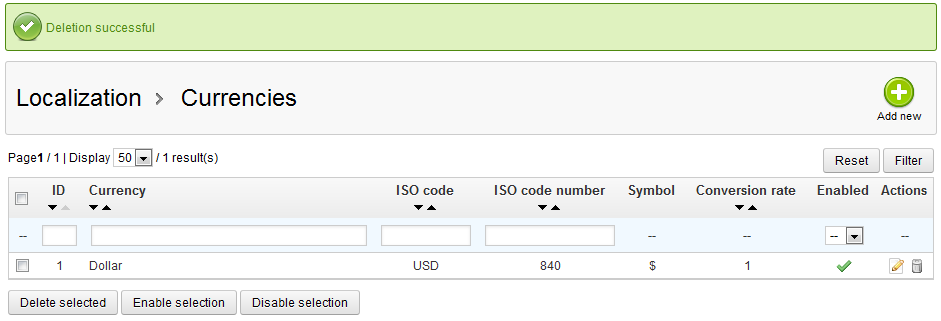 Deletion successful
Localization > Currencies
Add new
Page1 / 1 | Display 50 / 1 result(s)
Reset Filter
ID Currency ISO code ISO code number Symbol Conversion rate Enabled Actions
-- -- -- -- --
1 Dollar USD 840 $ 1
Delete selected Enable selection Disable selection